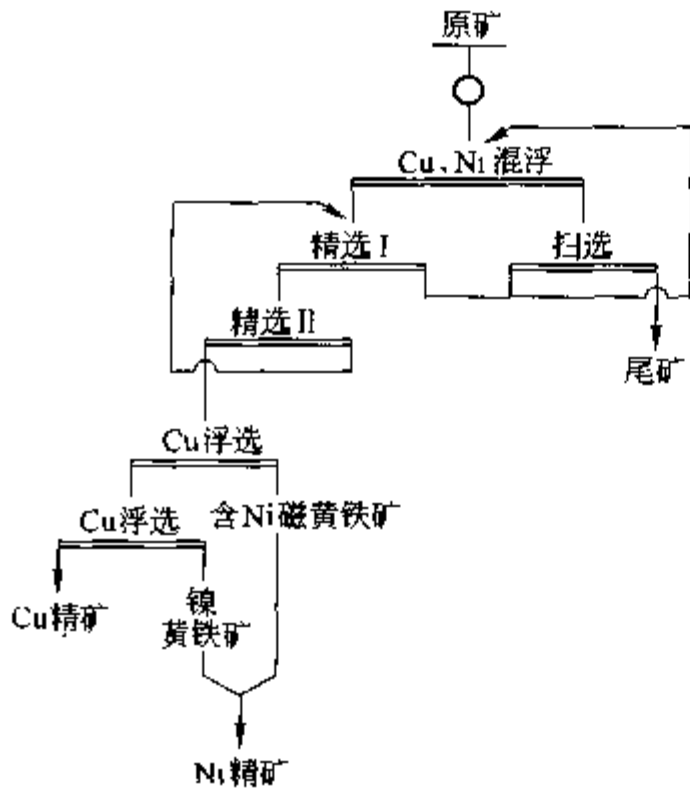 原矿
Cu、Ni混浮
精选 I
扫选
精选 II
尾矿
Cu浮选
Cu浮选
含Ni磁黄铁矿
Cu精矿
镍
黄铁矿
Ni精矿